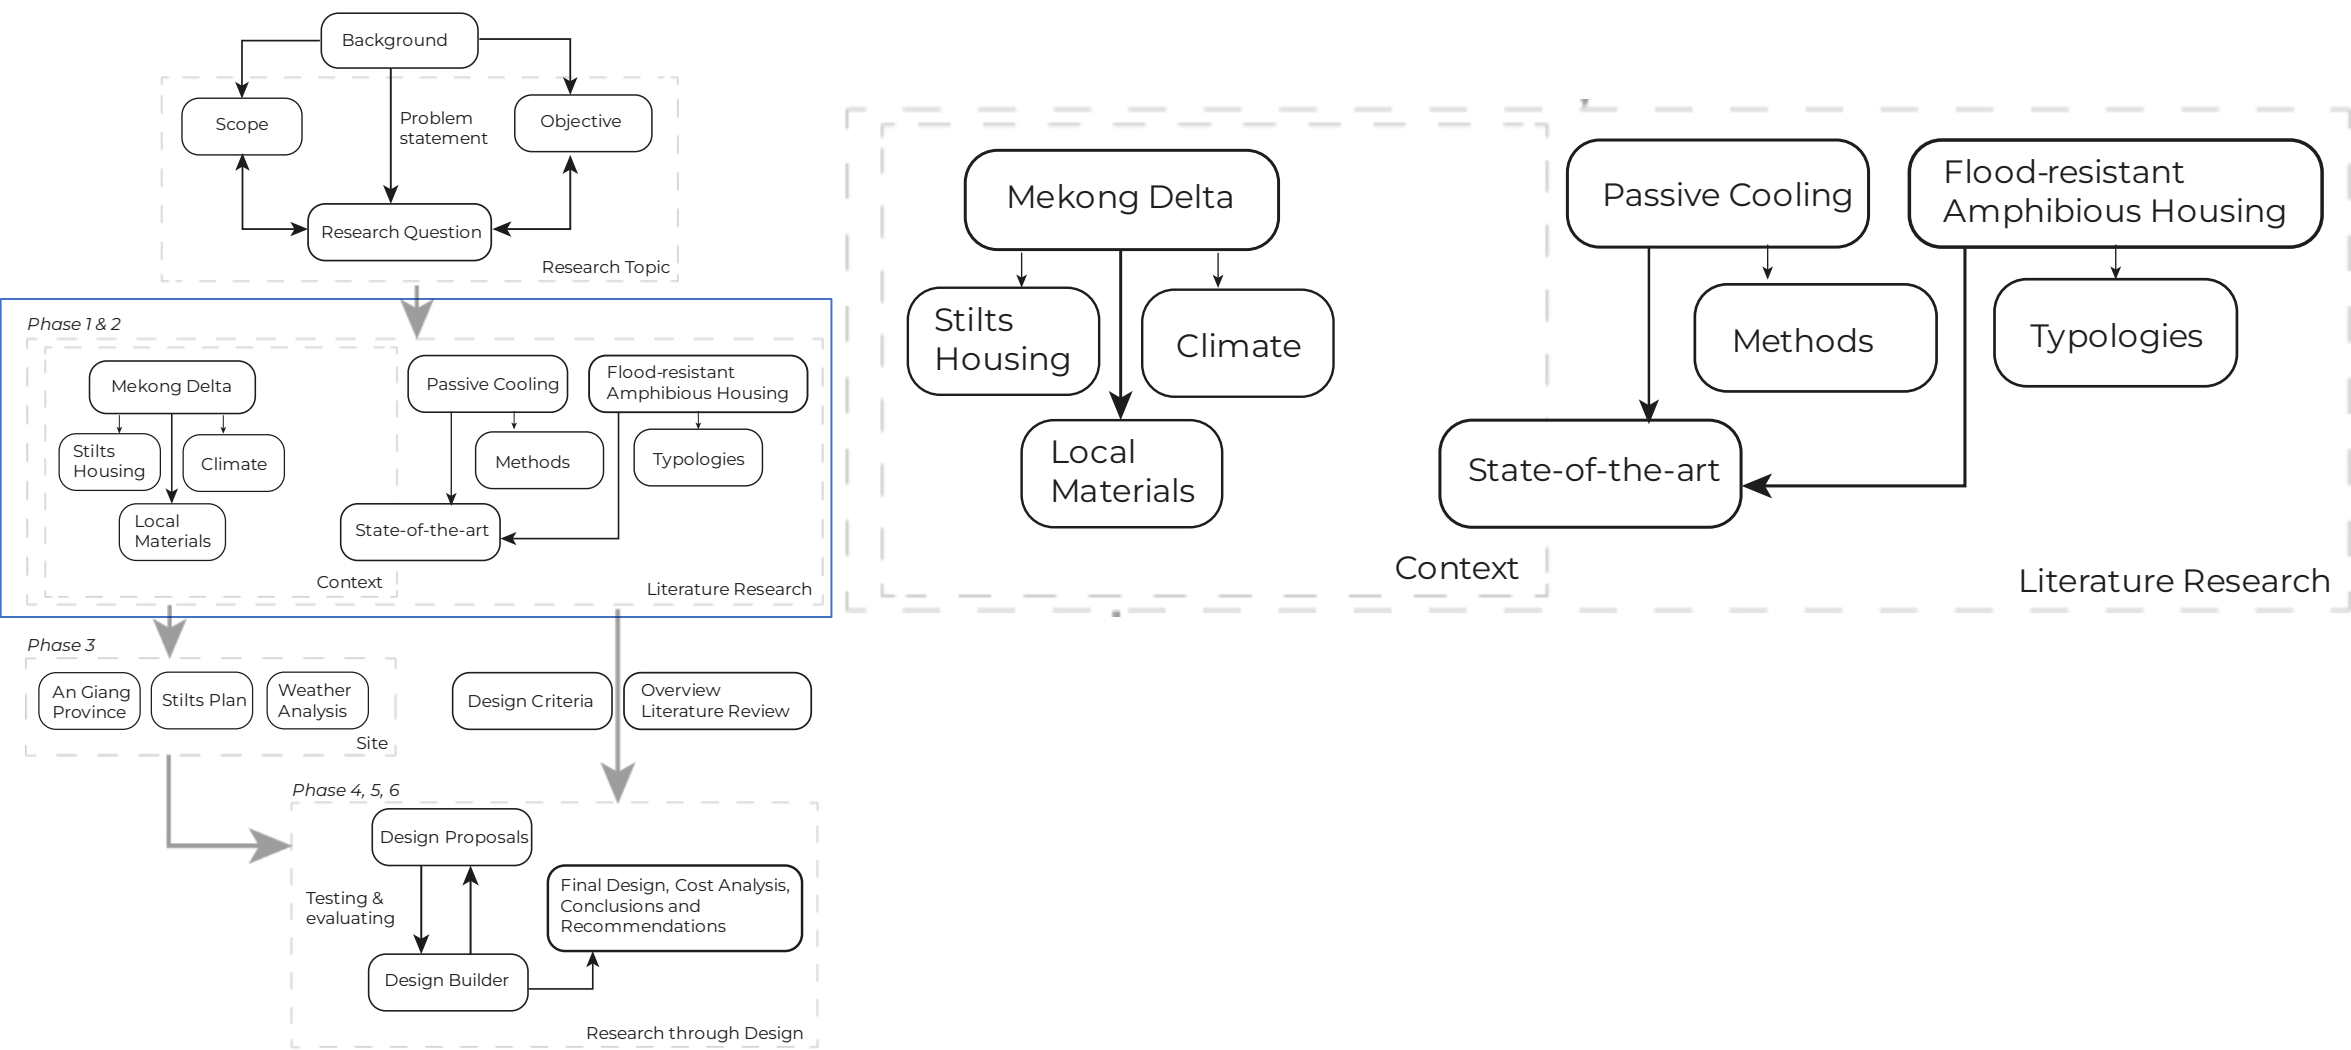 Background
Scope
Problem
statement
Objective
Research Question
Research Topic
Phase 1 & 2
Mekong Delta
Stilts
Housing
Climate
Local
Materials
Context
Passive Cooling
Flood-resistant
Amphibious Housing
Methods
Typologies
State-of-the-art
Literature Research
Phase 3
An Giang
Province
Stilts Plan
Weather
Analysis
Site
Design Criteria
Overview
Literature Review
Phase 4, 5, 6
Design Proposals
Testing &
evaluating
Final Design, Cost Analysis,
Conclusions and
Recommendations
Design Builder
Research through Design
Mekong Delta
Stilts
Housing
Climate
Local
Materials
Context
Passive Cooling
Flood-resistant
Amphibious Housing
Methods
Typologies
State-of-the-art
Literature Research